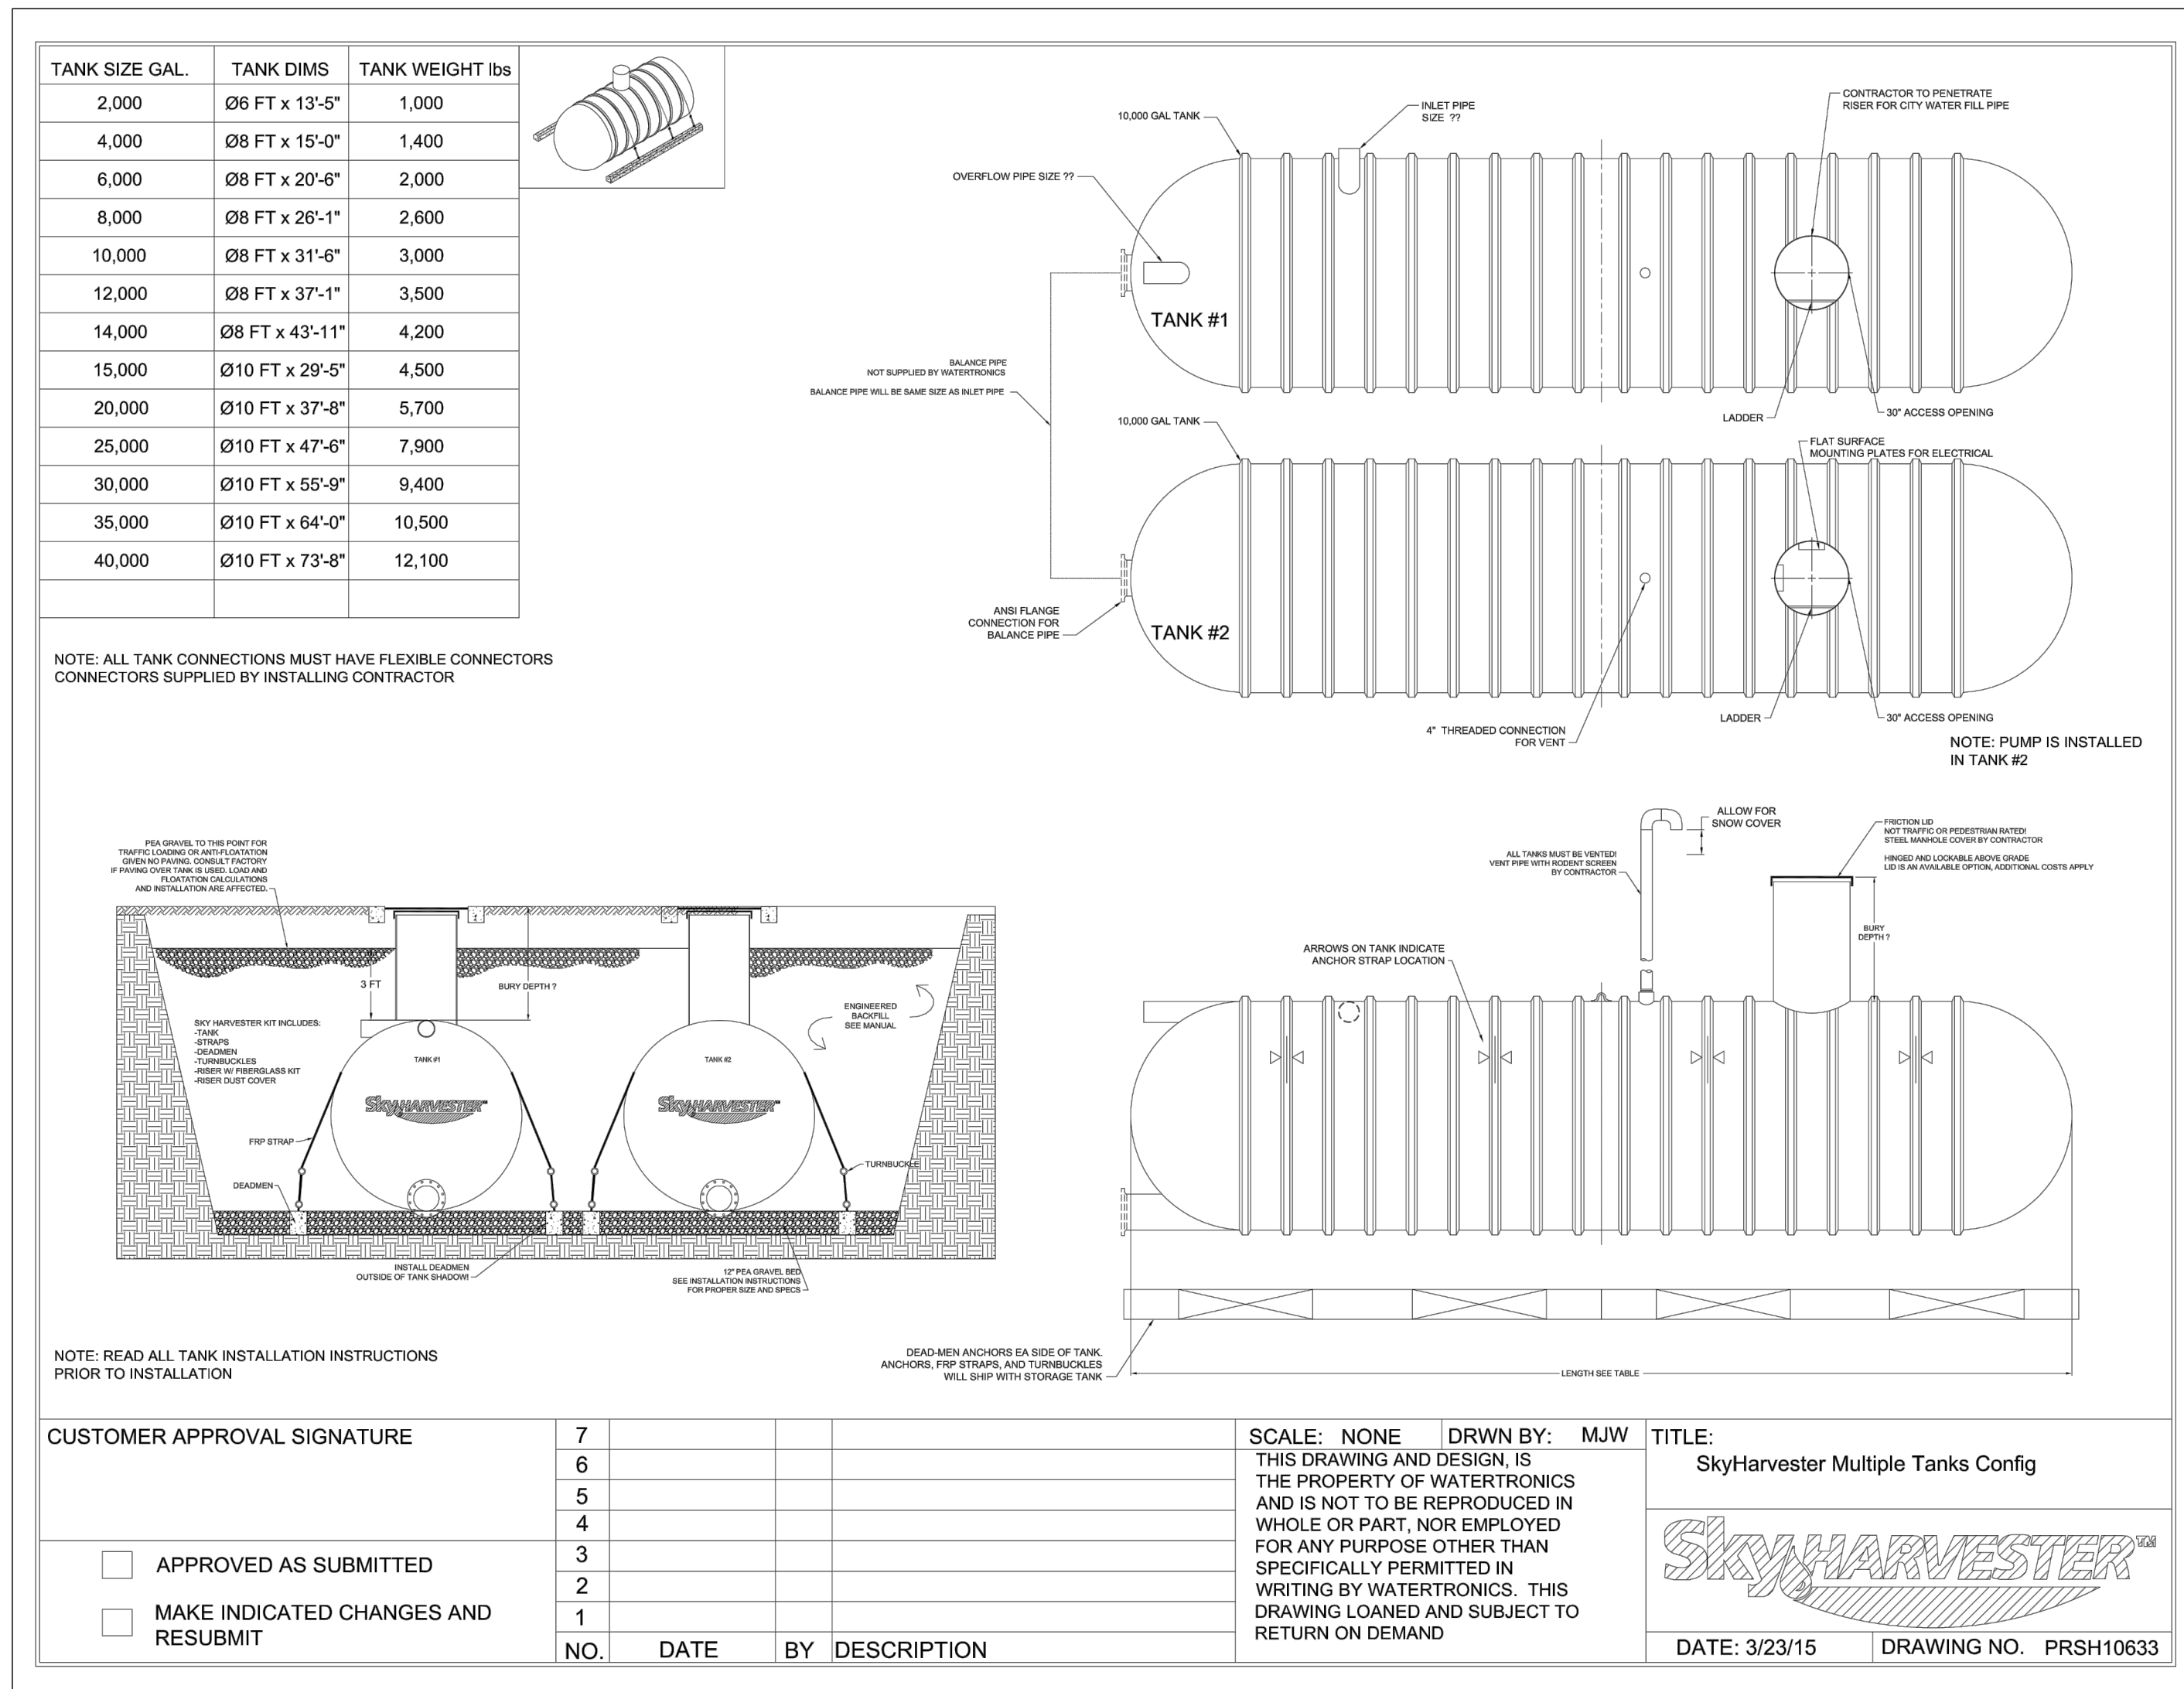 TANK SIZE GAL. TANK DIMS TANK WEIGHT lbs
2,000 Ø6 FT x 13'-5" 1,000
4,000 Ø8 FT x 15'-0" 1,400
6,000 Ø8 FT x 20'-6" 2,000
8,000 Ø8 FT x 26'-1" 2,600
10,000 Ø8 FT x 31'-6" 3,000
12,000 Ø8 FT x 37'-1" 3,500
14,000 Ø8 FT x 43'-11" 4,200
15,000 Ø10 FT x 29'-5" 4,500
20,000 Ø10 FT x 37'-8" 5,700
25,000 Ø10 FT x 47'-6" 7,900
30,000 Ø10 FT x 55'-9" 9,400
35,000 Ø10 FT x 64'-0" 10,500
40,000 Ø10 FT x 73'-8" 12,100
NOTE: ALL TANK CONNECTIONS MUST HAVE FLEXIBLE CONNECTORS
CONNECTORS SUPPLIED BY INSTALLING CONTRACTOR
10,000 GAL TANK
INLET PIPE
SIZE ??
CONTRACTOR TO PENETRATE
RISER FOR CITY WATER FILL PIPE
OVERFLOW PIPE SIZE ??
TANK #1
BALANCE PIPE
NOT SUPPLIED BY WATERTRONICS
BALANCE PIPE WILL BE SAME SIZE AS INLET PIPE
LADDER
30" ACCESS OPENING
10,000 GAL TANK
FLAT SURFACE
MOUNTING PLATES FOR ELECTRICAL
ANSI FLANGE
CONNECTION FOR
BALANCE PIPE
TANK #2
4" THREADED CONNECTION
FOR VENT
LADDER
30" ACCESS OPENING
NOTE: PUMP IS INSTALLED
IN TANK #2
PEA GRAVEL TO THIS POINT FOR
TRAFFIC LOADING OR ANTI-FLOATATION
GIVEN NO PAVING. CONSULT FACTORY
IF PAVING OVER TANK IS USED. LOAD AND
FLOATATION CALCULATIONS
AND INSTALLATION ARE AFFECTED.
3 FT
BURY DEPTH ?
ENGINEERED
BACKFILL
SEE MANUAL
SKY HARVESTER KIT INCLUDES:
-TANK
-STRAPS
-DEADMEN
-TURNBUCKLES
-RISER W/ FIBERGLASS KIT
-RISER DUST COVER
TANK #1
TANK #2
SkyHARVESTER™
SkyHARVESTER™
FRP STRAP
TURNBUCKLE
DEADMEN
INSTALL DEADMEN
OUTSIDE OF TANK SHADOW!
12" PEA GRAVEL BED
SEE INSTALLATION INSTRUCTIONS
FOR PROPER SIZE AND SPECS
ALLOW FOR
SNOW COVER
ALL TANKS MUST BE VENTED!
VENT PIPE WITH RODENT SCREEN
BY CONTRACTOR
FRICTION LID
NOT TRAFFIC OR PEDESTRIAN RATED!
STEEL MANHOLE COVER BY CONTRACTOR
HINGED AND LOCKABLE ABOVE GRADE
LID IS AN AVAILABLE OPTION, ADDITIONAL COSTS APPLY
BURY
DEPTH ?
ARROWS ON TANK INDICATE
ANCHOR STRAP LOCATION
DEAD-MEN ANCHORS EA SIDE OF TANK.
ANCHORS, FRP STRAPS, AND TURNBUCKLES
WILL SHIP WITH STORAGE TANK
LENGTH SEE TABLE
NOTE: READ ALL TANK INSTALLATION INSTRUCTIONS
PRIOR TO INSTALLATION
CUSTOMER APPROVAL SIGNATURE
APPROVED AS SUBMITTED
MAKE INDICATED CHANGES AND
RESUBMIT
7
6
5
4
3
2
1
NO. DATE BY DESCRIPTION
SCALE: NONE DRWN BY: MJW
THIS DRAWING AND DESIGN, IS
THE PROPERTY OF WATERTRONICS
AND IS NOT TO BE REPRODUCED IN
WHOLE OR PART, NOR EMPLOYED
FOR ANY PURPOSE OTHER THAN
SPECIFICALLY PERMITTED IN
WRITING BY WATERTRONICS. THIS
DRAWING LOANED AND SUBJECT TO
RETURN ON DEMAND
TITLE:
SkyHarvester Multiple Tanks Config
SkyHARVESTER™
DATE: 3/23/15 DRAWING NO. PRSH10633